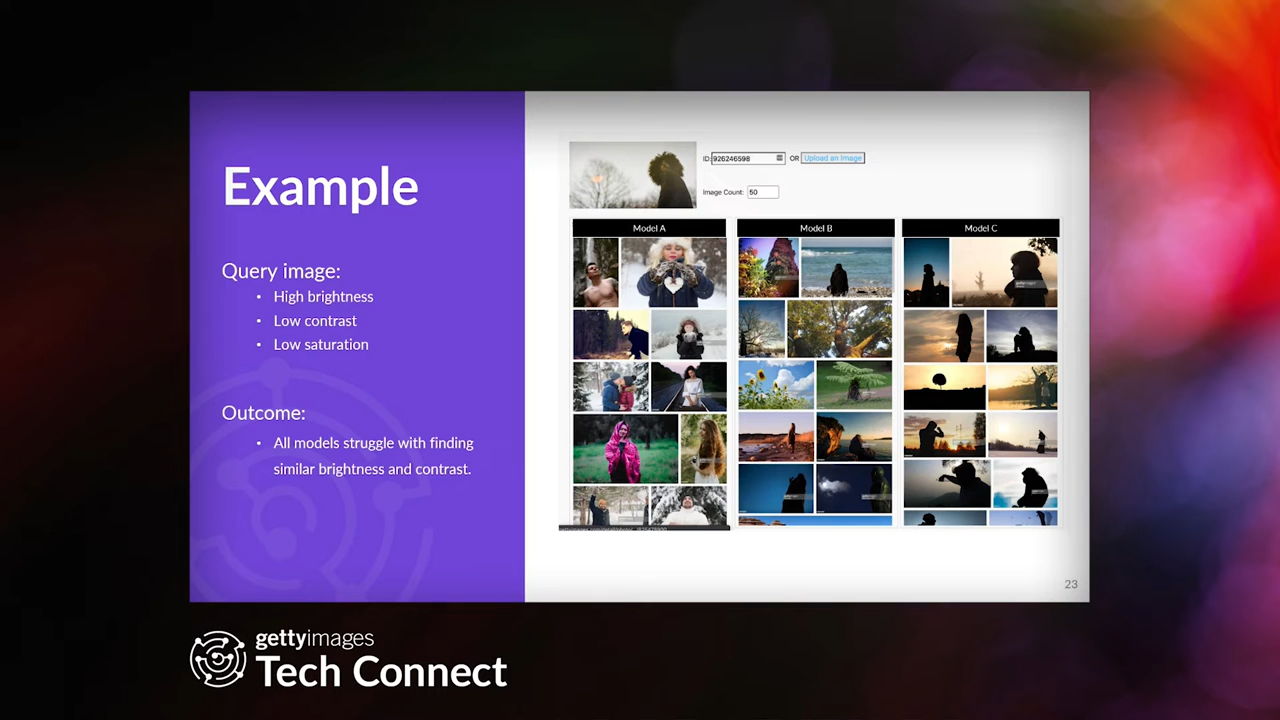 Example
Query image:
• High brightness
• Low contrast
• Low saturation
Outcome:
• All models struggle with finding
similar brightness and contrast.
ID: 926246598 OR Upload an Image
Image Count: 50
Model A Model B Model C
23
gettyimages
Tech Connect